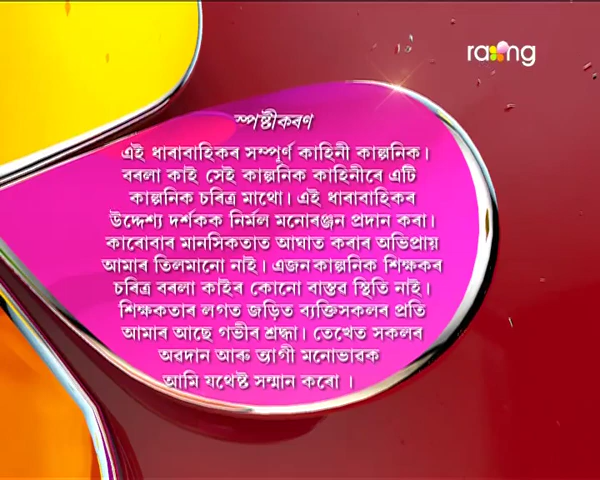 rang
স্পষ্টীকৰণ
এই ধাৰাবাহিকৰ সম্পূৰ্ণ কাহিনী কাল্পনিক।
বৰলা কাই সেই কাল্পনিক কাহিনীৰে এটি
কাল্পনিক চৰিত্ৰ মাথো। এই ধাৰাবাহিকৰ
উদ্দেশ্য দৰ্শকক নিৰ্মল মনোৰঞ্জন প্ৰদান কৰা।
কাৰোবাৰ মানসিকতাত আঘাত কৰাৰ অভিপ্ৰায়
আমাৰ তিলমানো নাই। এজন কাল্পনিক শিক্ষকৰ
চৰিত্ৰ বৰলা কাইৰ কোনো বাস্তৱ স্থিতি নাই।
শিক্ষকতাৰ লগত জড়িত ব্যক্তিসকলৰ প্ৰতি
আমাৰ আছে গভীৰ শ্ৰদ্ধা। তেখেত সকলৰ
অৱদান আৰু ত্যাগী মনোভাৱক
আমি যথেষ্ট সন্মান কৰো ।